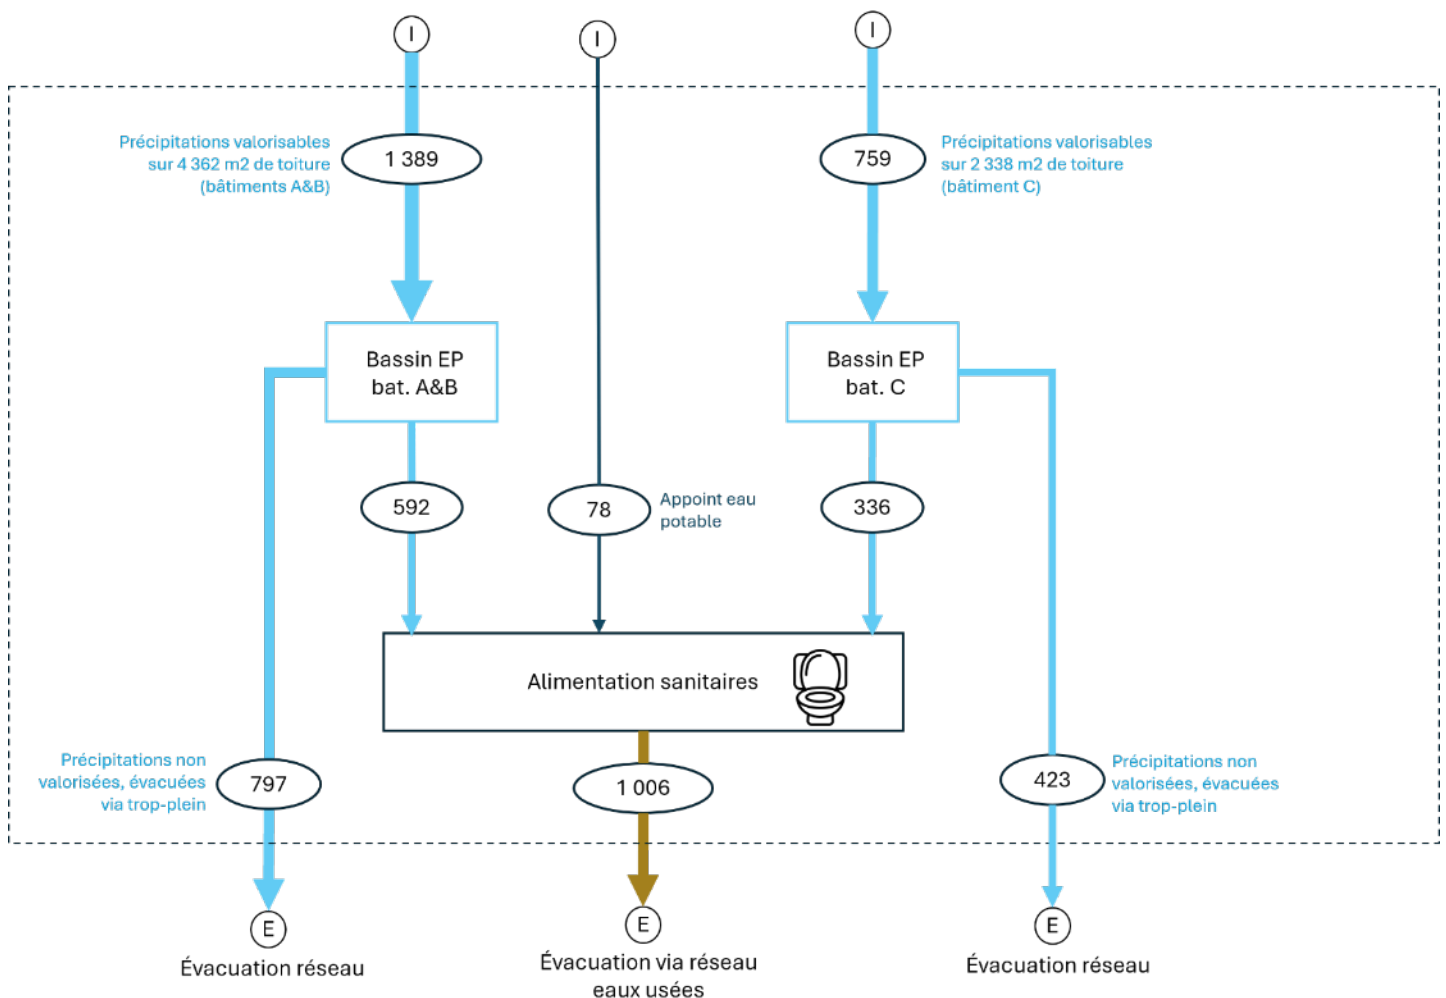 I
I
I
Précipitations valorisables
sur 4 362 m2 de toiture
(bâtiments A&B)
1 389
759
Précipitations valorisables
sur 2 338 m2 de toiture
(bâtiment C)
Bassin EP
bat. A&B
Bassin EP
bat. C
592
78
Appoint eau
potable
336
Alimentation sanitaires
Précipitations non
valorisées, évacuées
via trop-plein
797
1 006
423
Précipitations non
valorisées, évacuées
via trop-plein
E
Évacuation réseau
E
Évacuation via réseau
eaux usées
E
Évacuation réseau